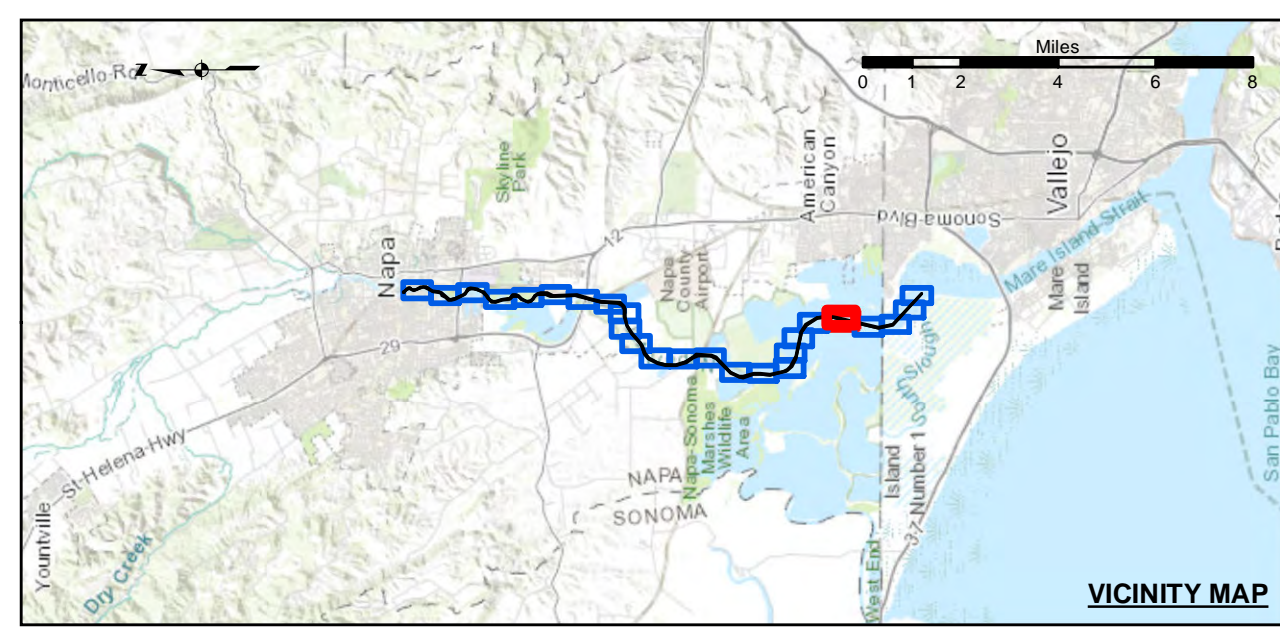 Miles
0 1 2 4 6 8
Z
Monticello-Rd
Skyline
Park
American
Canyon
Vallejo
Sonoma-Blvd
Mare Island Strait
Mare
Island
Napa
12
Napa
County
Airport
29
South Slough
St-Helena-Hwy
Napa-Sonoma
Marshes
Wildlife
Area
NAPA
SONOMA
Island
Number 1
37
San Pablo Bay
Yountville
Dry Creek
West End
VICINITY MAP